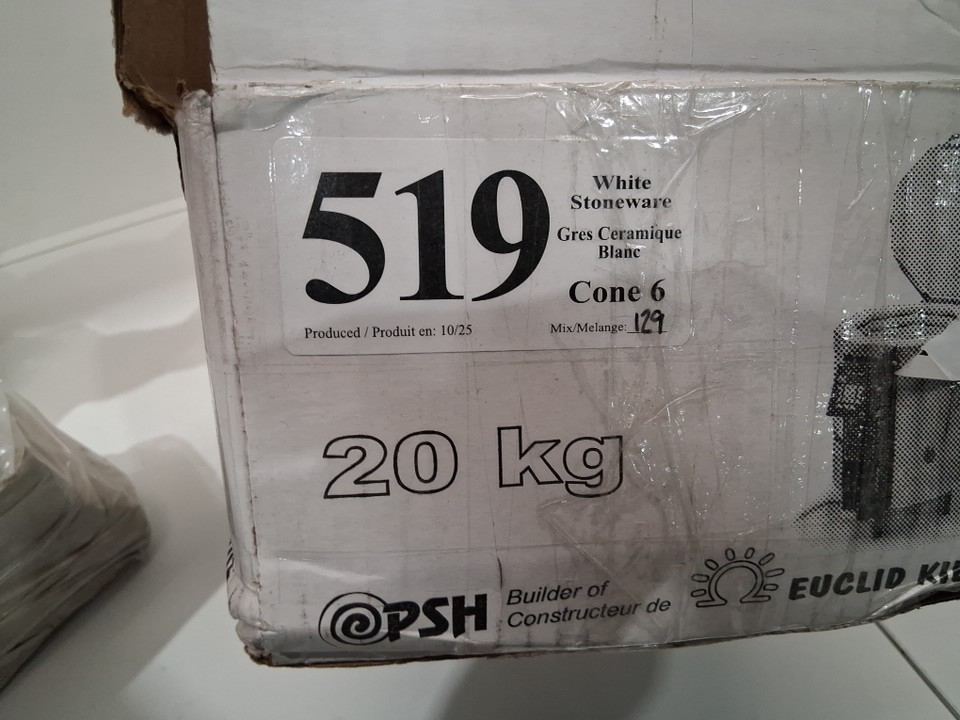 519
White
Stoneware
Gres Ceramique
Blanc
Cone 6
Produced / Produit en: 10/25
Mix/Melange: 129
20 kg
PSH
Builder of
Constructeur de
EUCLID